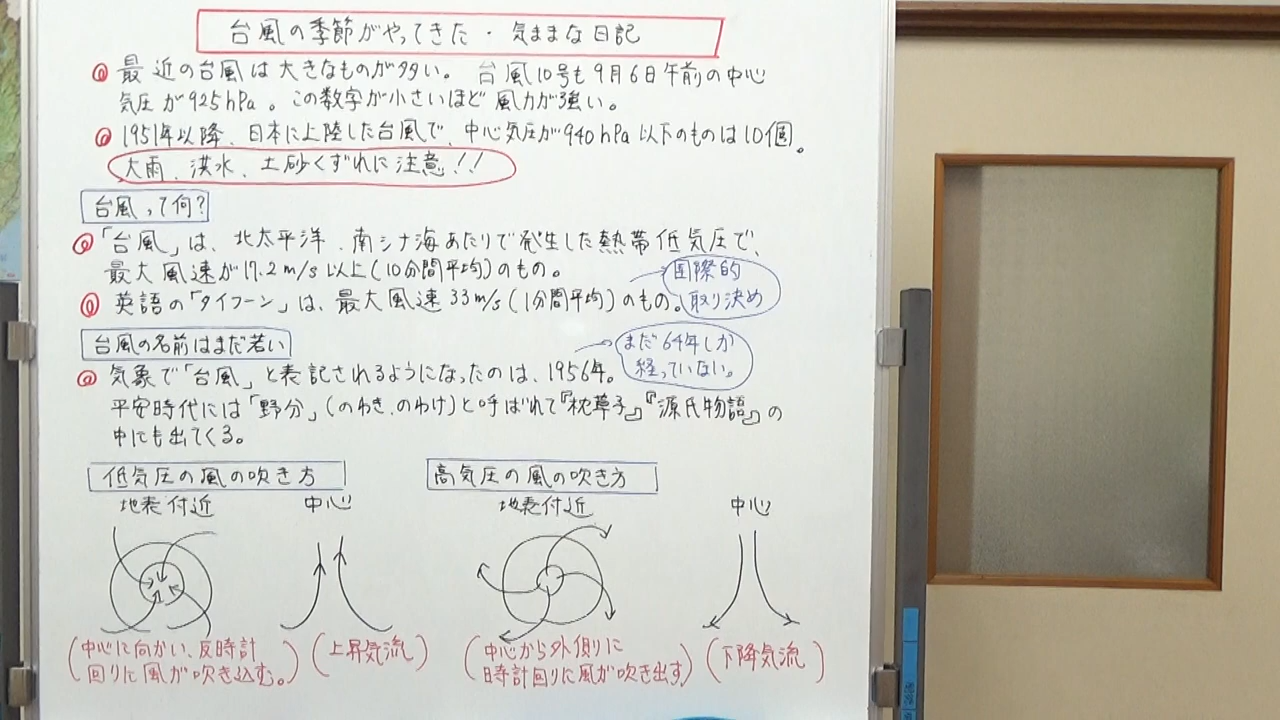 台風の季節がやってきた・気ままな日記
最近の台風は大きなものが多い。台風10号も9月6日午前の中心
気圧が925hPa。この数字が小さいほど風力が強い。
1951年以降、日本に上陸した台風で、中心気圧が940hPa以下のものは10個。
大雨、洪水、土砂くずれに注意!!
台風って何?
「台風」は、北太平洋、南シナ海あたりで発生した熱帯低気圧で、
最大風速が17.2m/s以上(10分間平均)のもの。
英語の「タイフーン」は、最大風速33m/s(1分間平均)のもの。
国際的
取り決め
台風の名前はまだ若い
気象で「台風」と表記されるようになったのは、1956年。
まだ64年しか
経っていない。
平安時代には「野分」(のわき、のわけ)と呼ばれて『枕草子』『源氏物語』の
中にも出てくる。
低気圧の風の吹き方
地表付近 中心
(中心に向かい、反時計
回りに風が吹き込む。)
(上昇気流)
高気圧の風の吹き方
地表付近 中心
(中心から外側りに
時計回りに風が吹き出す)
(下降気流)